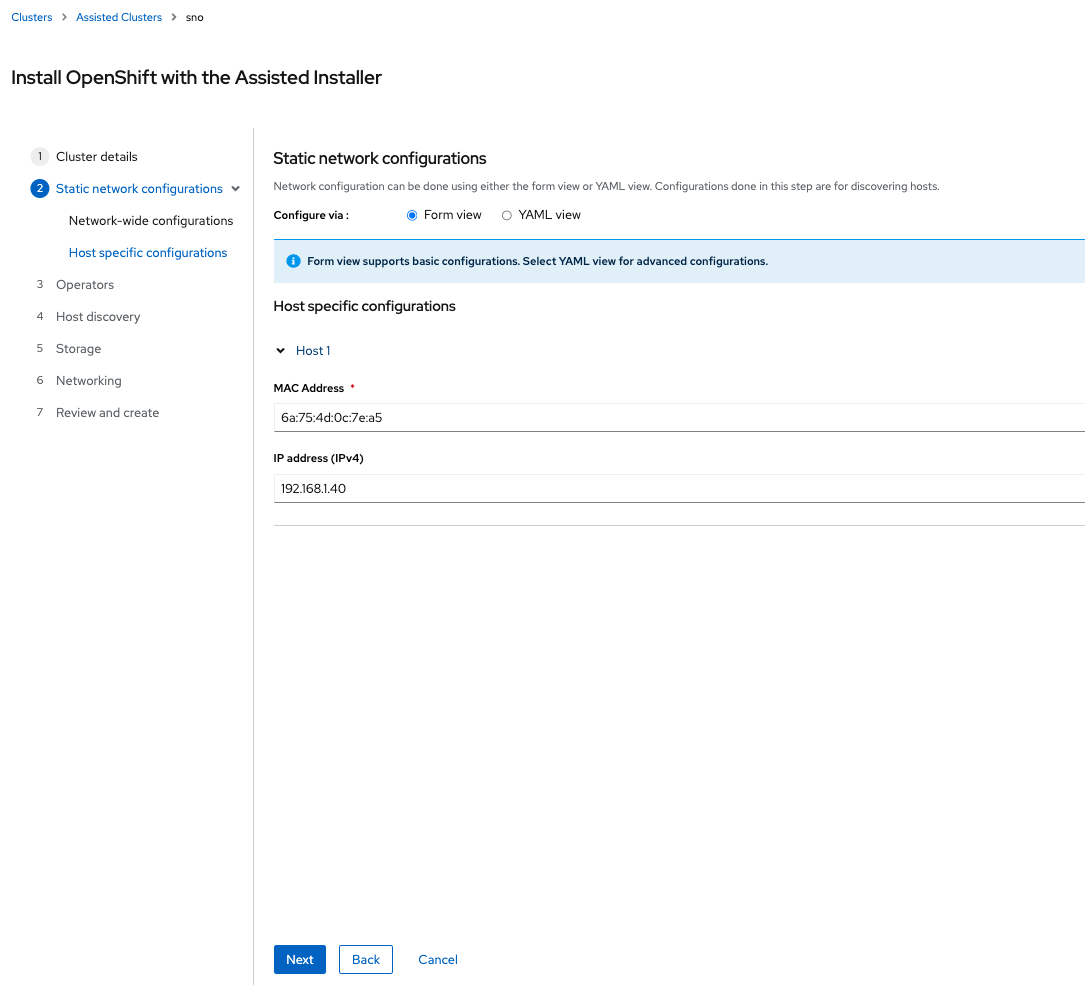 Clusters > Assisted Clusters > sno
Install OpenShift with the Assisted Installer
1 Cluster details
2 Static network configurations
Network-wide configurations
Host specific configurations
3 Operators
4 Host discovery
5 Storage
6 Networking
7 Review and create
Static network configurations
Network configuration can be done using either the form view or YAML view. Configurations done in this step are for discovering hosts.
Configure via : Form view YAML view
Form view supports basic configurations. Select YAML view for advanced configurations.
Host specific configurations
Host 1
MAC Address *
6a:75:4d:0c:7e:a5
IP address (IPv4)
192.168.1.40
Next Back Cancel